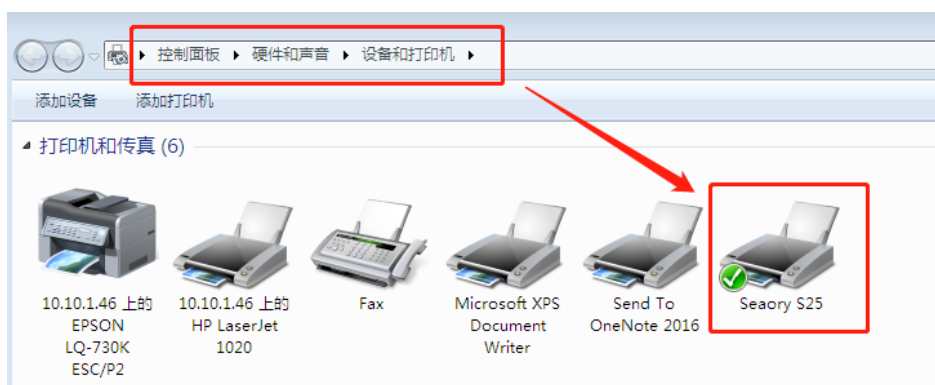 控制面板 硬件和声音 设备和打印机
添加设备 添加打印机
打印机和传真 (6)
10.10.1.46 上的
EPSON
LQ-730K
ESC/P2
10.10.1.46 上的
HP LaserJet
1020
Fax
Microsoft XPS
Document
Writer
Send To
OneNote 2016
Seaory S25